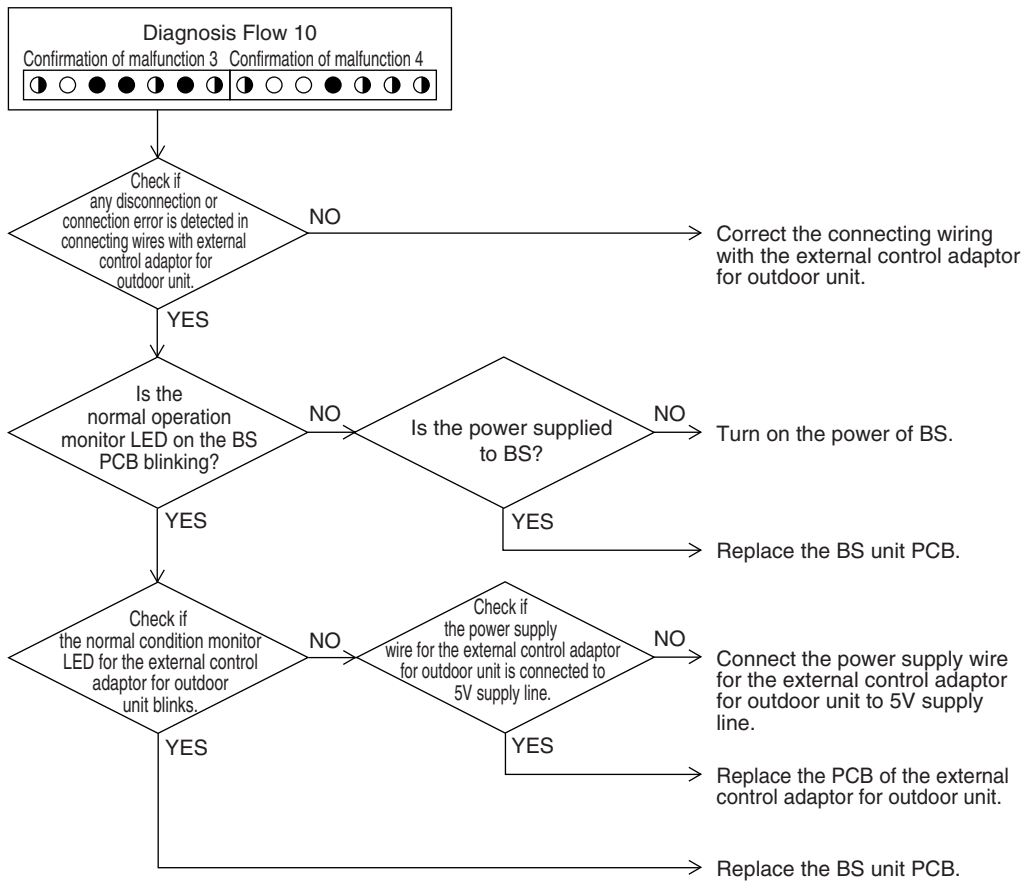 Diagnosis Flow 10
Confirmation of malfunction 3 Confirmation of malfunction 4
Check if
any disconnection or
connection error is detected in
connecting wires with external
control adaptor for
outdoor unit.
NO
Correct the connecting wiring
with the external control adaptor
for outdoor unit.
YES
Is the
normal operation
monitor LED on the BS
PCB blinking?
NO
Is the power supplied
to BS?
NO
Turn on the power of BS.
YES
YES
Replace the BS unit PCB.
Check if
the normal condition monitor
LED for the external control
adaptor for outdoor
unit blinks.
NO
Check if
the power supply
wire for the external control adaptor
for outdoor unit is connected to
5V supply line.
NO
Connect the power supply wire
for the external control adaptor
for outdoor unit to 5V supply
line.
YES
YES
Replace the PCB of the external
control adaptor for outdoor unit.
Replace the BS unit PCB.